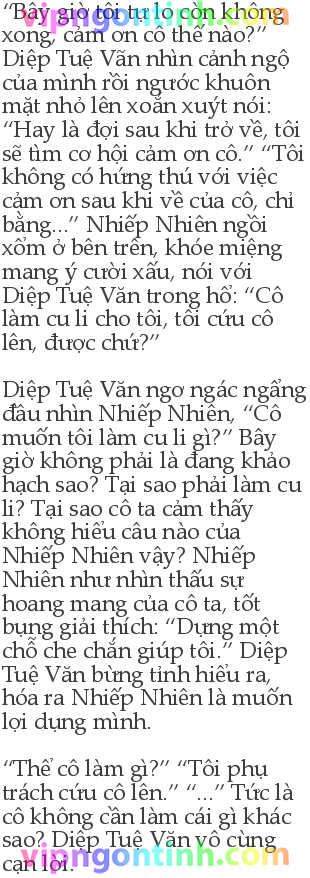 vipngontinh.com
“Bây giờ tôi tự lo còn không
xong, cảm ơn cô thế nào?”
Diệp Tuệ Vãn nhìn cảnh ngộ
của mình rồi ngước khuôn
mặt nhỏ lên xoắn xuýt nói:
“Hay là đợi sau khi trở về, tôi
sẽ tìm cơ hội cảm ơn cô.” “Tôi
không có hứng thú với việc
cảm ơn sau khi về của cô, chỉ
bằng...” Nhiếp Nhiên ngồi
xổm ở bên trên, khóe miệng
mang ý cười xấu, nói với
Diệp Tuệ Văn trong hổ: “Cô
làm cu li cho tôi, tôi cứu cô
lên, được chứ?”
Diệp Tuệ Văn ngơ ngác ngẩng
đầu nhìn Nhiếp Nhiên, “Cô
muốn tôi làm cu li gì?” Bây
giờ không phải là đang khảo
hạch sao? Tại sao phải làm cu
li? Tại sao cô ta cảm thấy
không hiểu câu nào của
Nhiếp Nhiên vậy? Nhiếp
Nhiên như nhìn thấu sự
hoang mang của cô ta, tốt
bụng giải thích: “Dựng một
chỗ che chắn giúp tôi.” Diệp
Tuệ Văn bừng tỉnh hiểu ra,
hóa ra Nhiếp Nhiên là muốn
lợi dụng mình.
“Thế cô làm gì?” “Tôi phụ
trách cứu cô lên.” “...” Tức là
cô không cần làm cái gì khác
sao? Diệp Tuệ Văn vô cùng
cạn lời.
vipngontinh.com